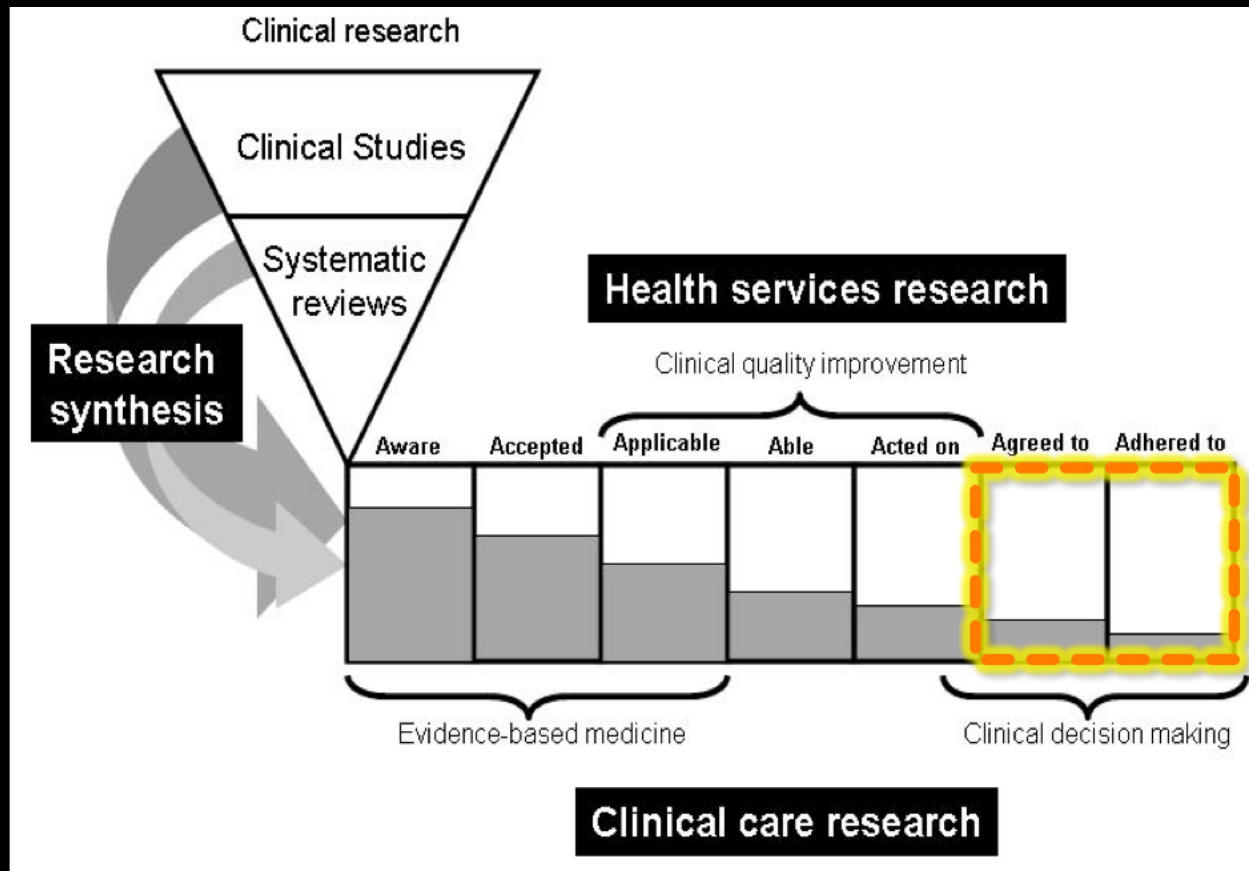 Clinical research
Clinical Studies
Systematic
reviews
Research
synthesis
Health services research
Clinical quality improvement
Aware Accepted Applicable Able Acted on Agreed to Adhered to
Evidence-based medicine
Clinical decision making
Clinical care research